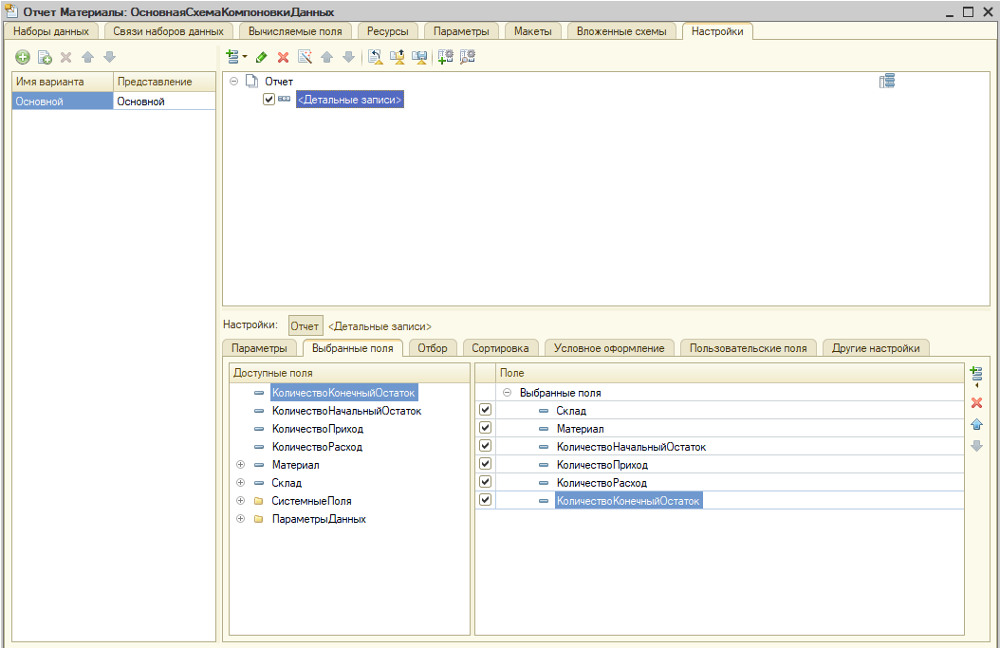 Отчет Материалы: ОсновнаяСхемаКомпоновкиДанных
Наборы данных Связи наборов данных Вычисляемые поля Ресурсы Параметры Макеты Вложенные схемы Настройки
Имя варианта Представление
Основной Основной
Отчет
<Детальные записи>
Настройки: Отчет <Детальные записи>
Параметры Выбранные поля Отбор Сортировка Условное оформление Пользовательские поля Другие настройки
Доступные поля
КоличествоКонечныйОстаток
КоличествоНачальныйОстаток
КоличествоПриход
КоличествоРасход
Материал
Склад
СистемныеПоля
ПараметрыДанных
Поле
Выбранные поля
Склад
Материал
КоличествоНачальныйОстаток
КоличествоПриход
КоличествоРасход
КоличествоКонечныйОстаток